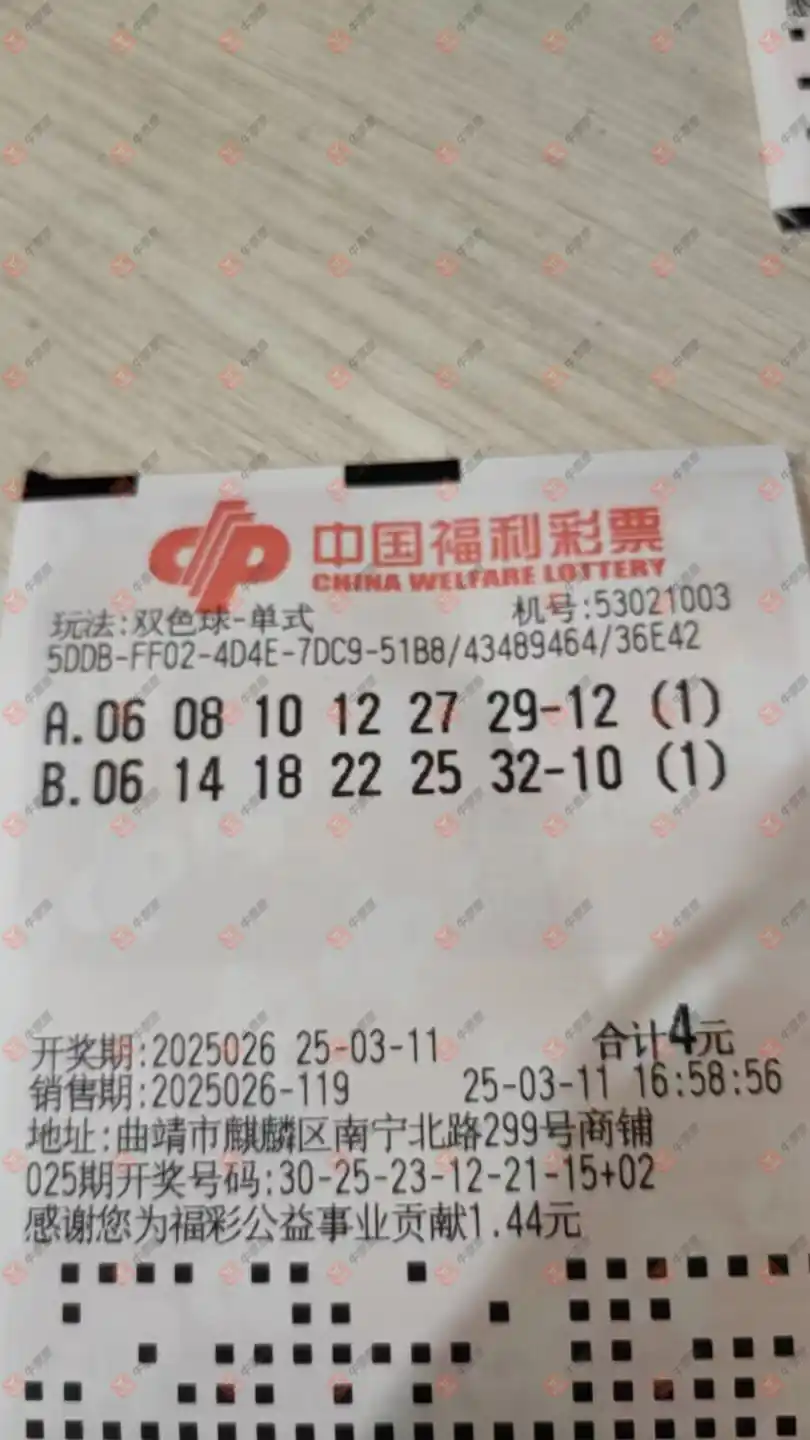 中国福利彩票
CHINA WELFARE LOTTERY
玩法:双色球-单式 机号:53021003
5DDB-FF02-4D4E-7DC9-51B8/43489464/36E42
A.06 08 10 12 27 29-12 (1)
B.06 14 18 22 25 32-10 (1)
开奖期:2025026 25-03-11 合计4元
销售期:2025026-119 25-03-11 16:58:56
地址:曲靖市麒麟区南宁北路299号商铺
025期开奖号码:30-25-23-12-21-15+02
感谢您为福彩公益事业贡献1.44元